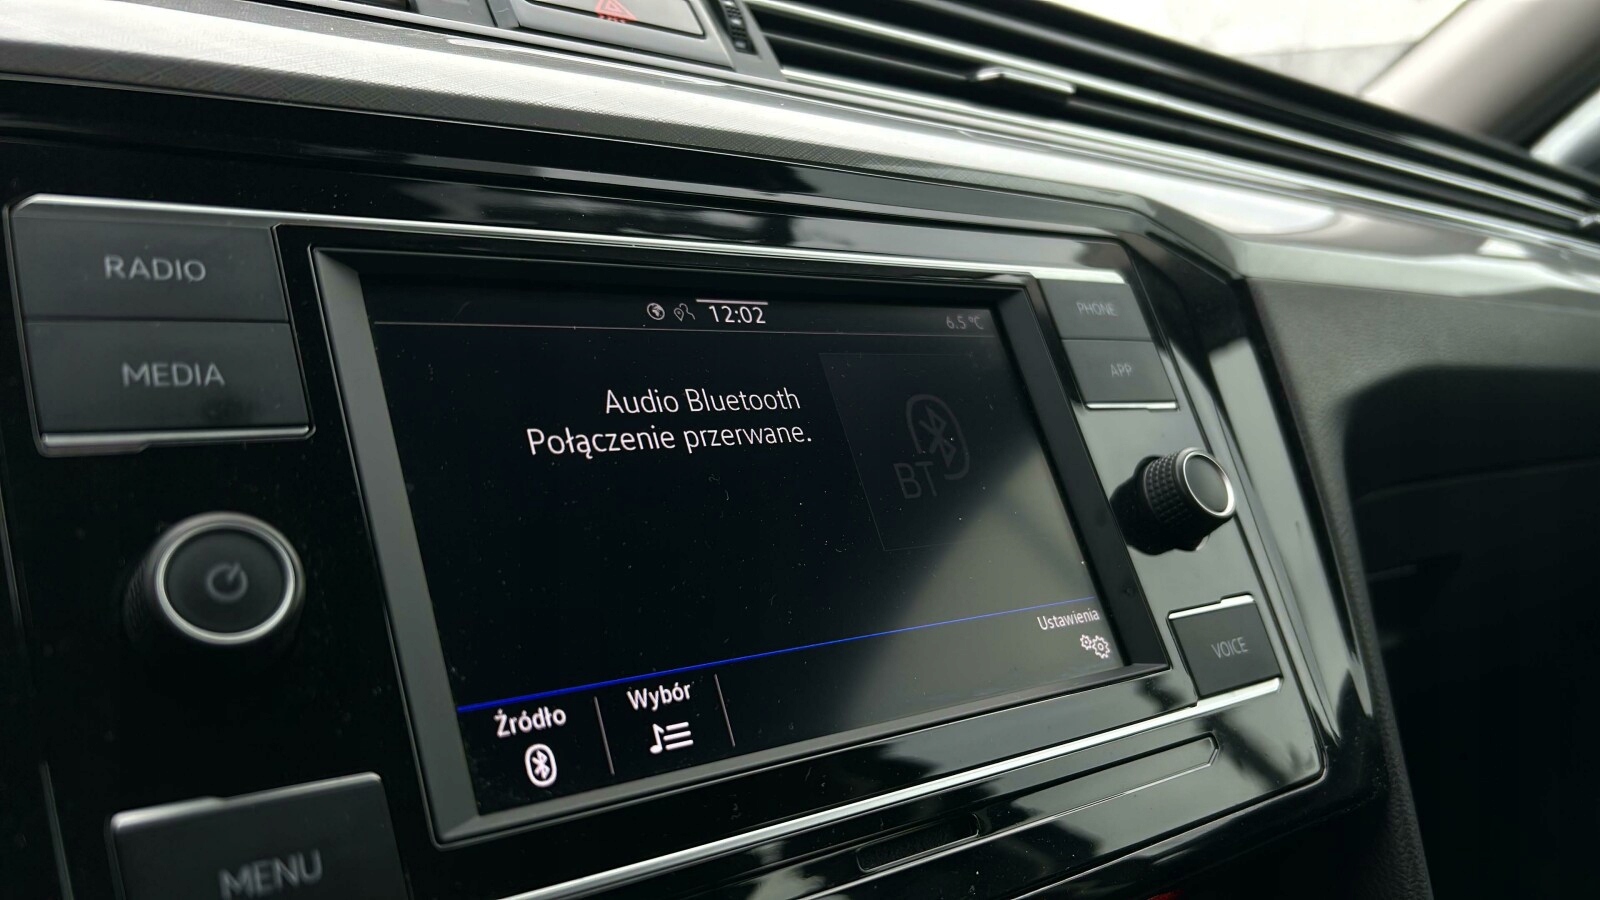 RADIO
MEDIA
12:02
6.5 °C
PHONE
APP
Audio Bluetooth
Połączenie przerwane.
BT
Ustawienia
VOICE
Źródło
Wybór
MENU